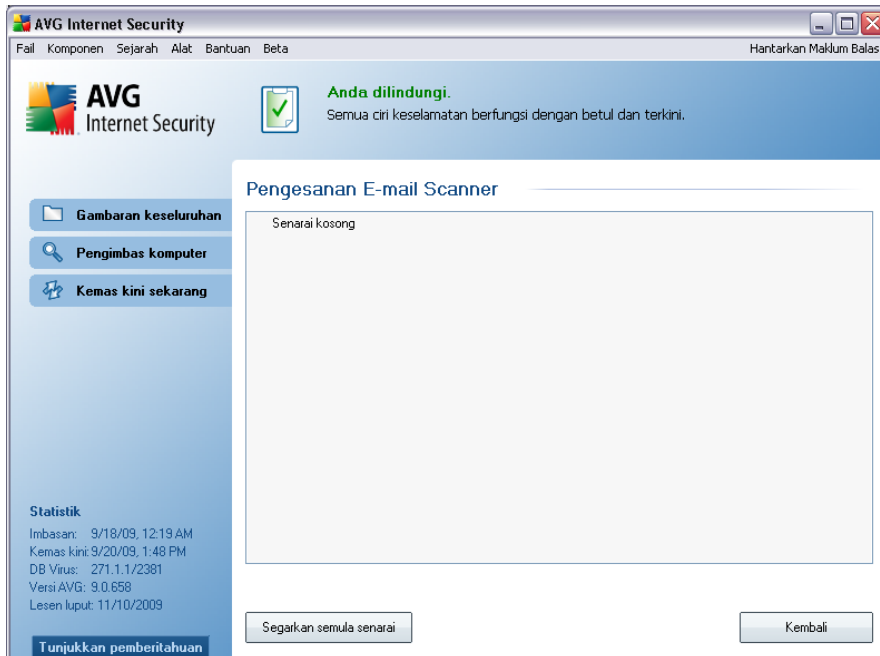 AVG Internet Security
Fail Komponen Sejarah Alat Bantuan Beta Hantarkan Maklum Balas
AVG
Internet Security
Anda dilindungi.
Semua ciri keselamatan berfungsi dengan betul dan terkini.
Gambaran keseluruhan
Pengimbas komputer
Kemas kini sekarang
Pengesanan E-mail Scanner
Senarai kosong
Statistik
Imbasan: 9/18/09, 12:19 AM
Kemas kini: 9/20/09, 1:48 PM
DB Virus: 271.1.1/2381
Versi AVG: 9.0.658
Lesen luput: 11/10/2009
Tunjukkan pemberitahuan
Segarkan semula senarai
Kembali